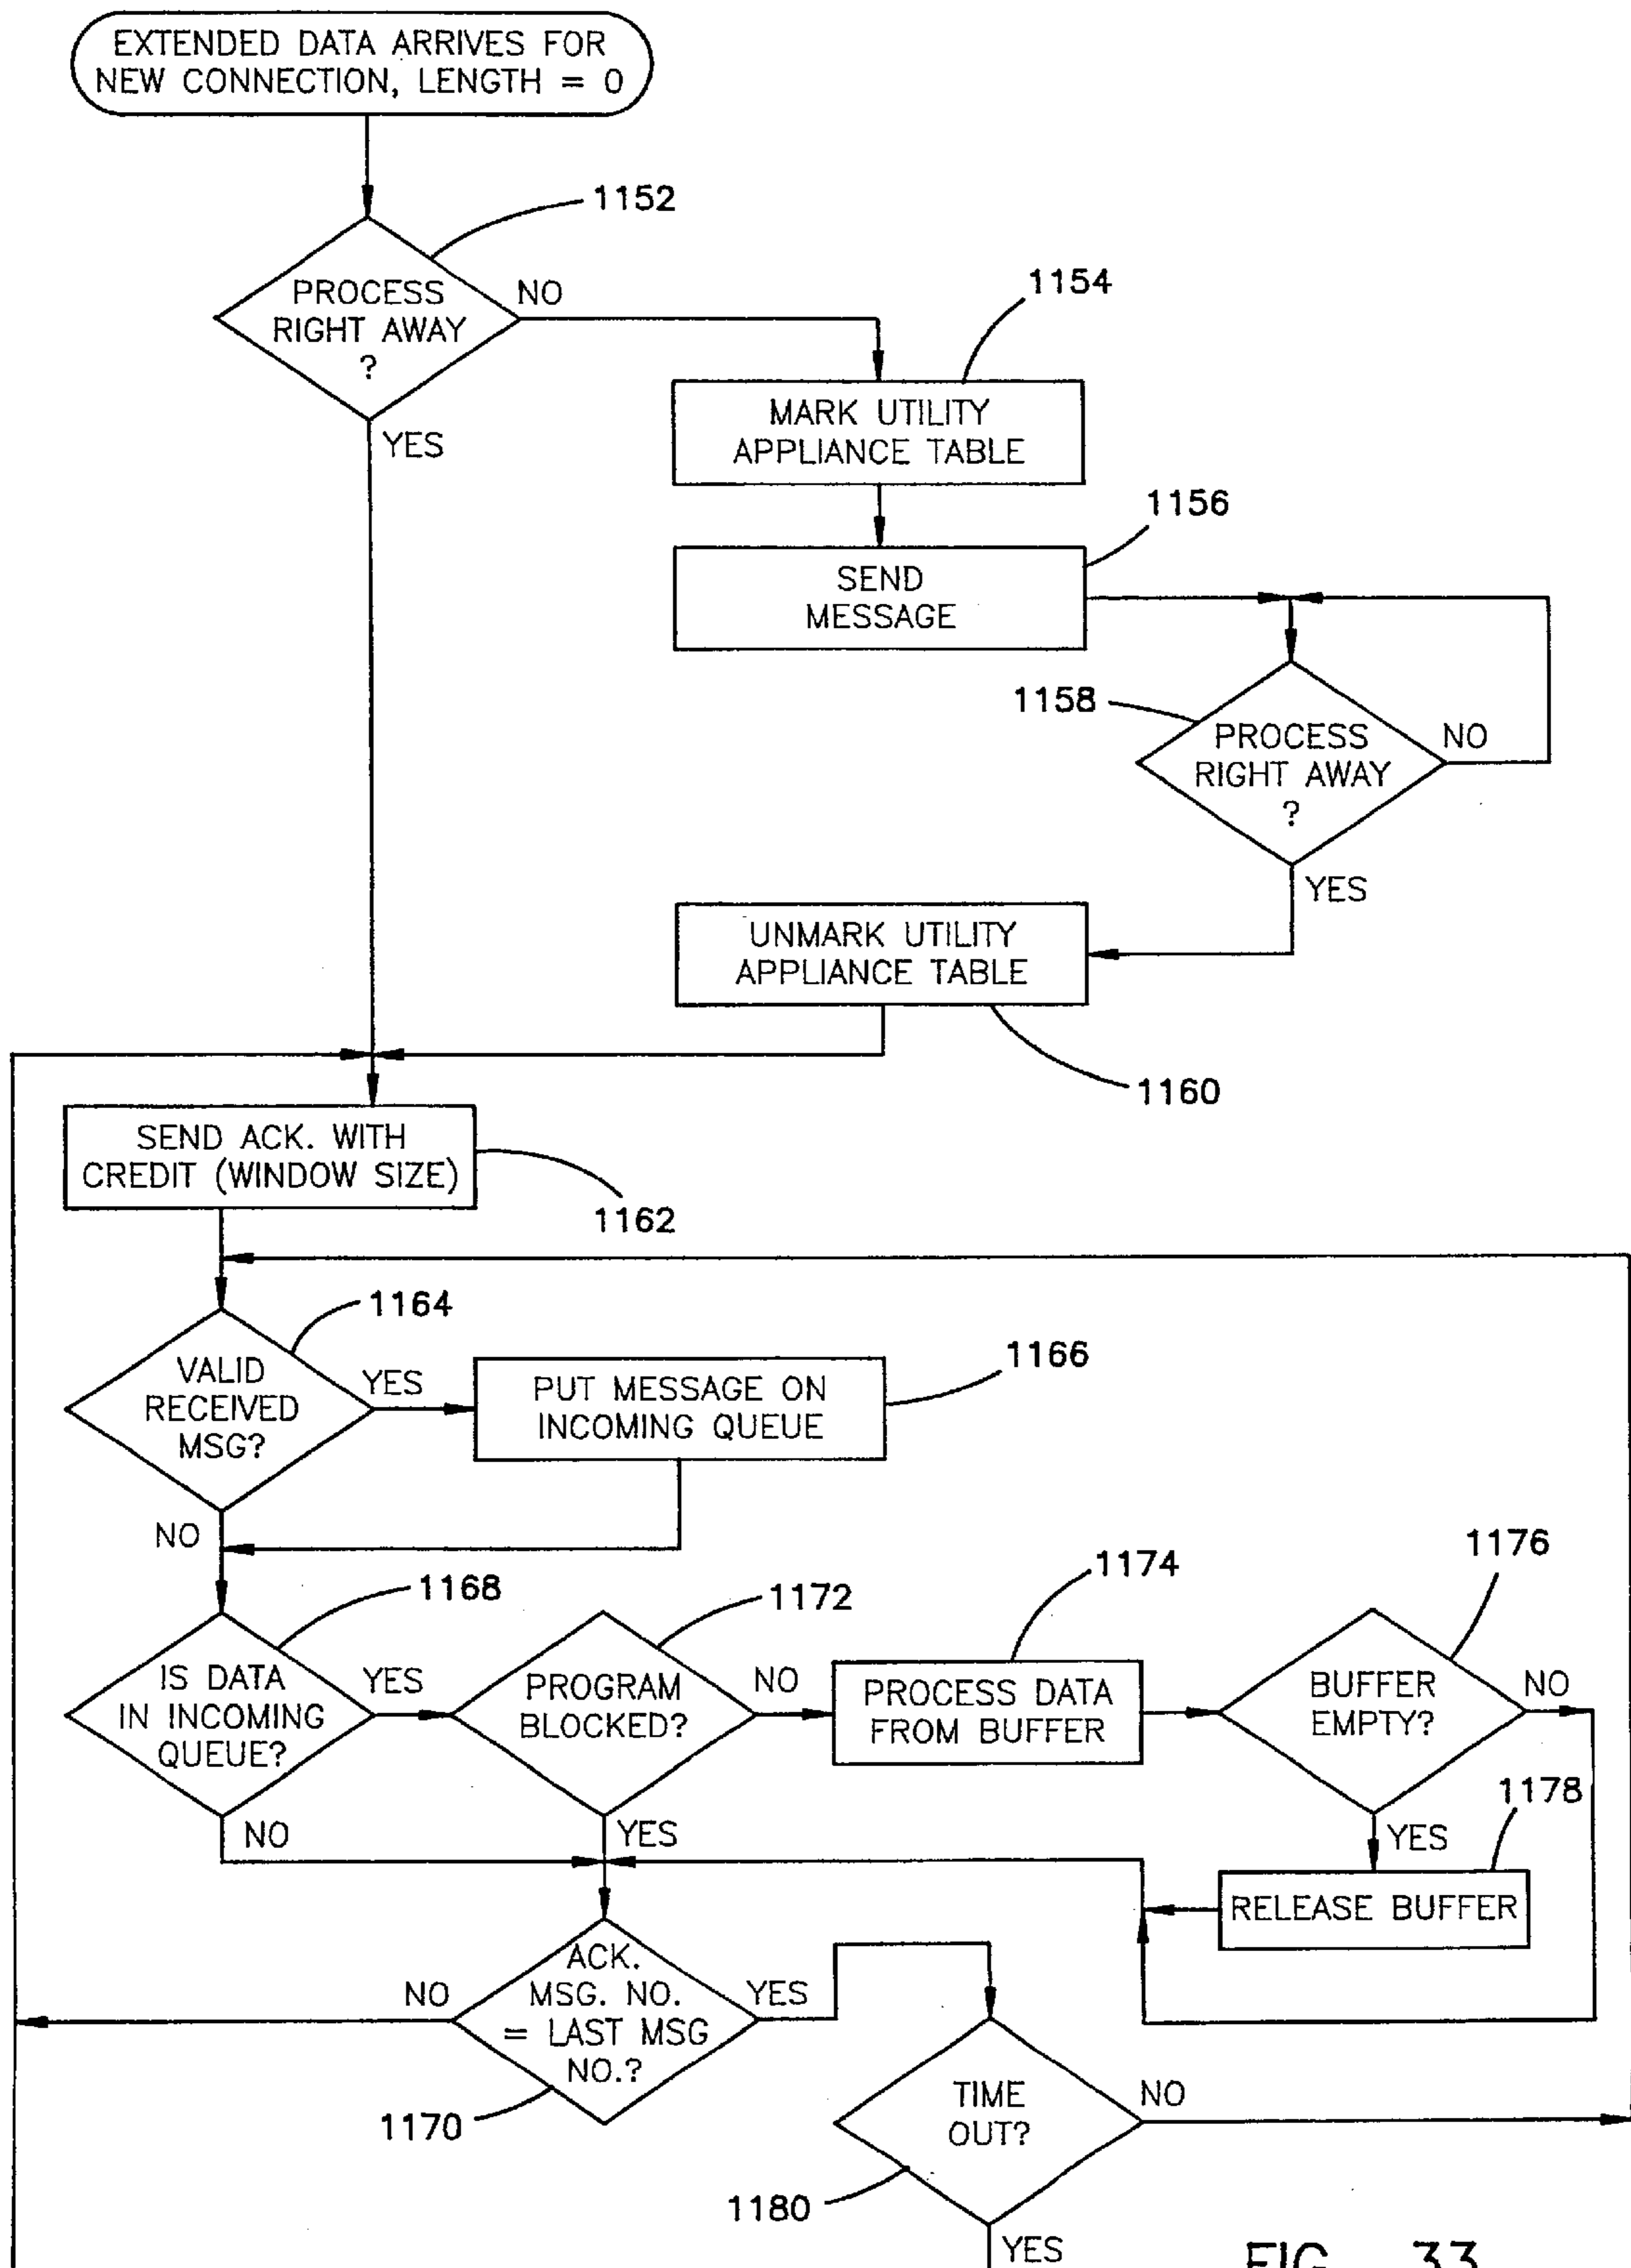 EXTENDED DATA ARRIVES FOR
NEW CONNECTION, LENGTH = 0
1152
PROCESS
RIGHT AWAY
?
NO
YES
1154
MARK UTILITY
APPLIANCE TABLE
1156
SEND
MESSAGE
1158
PROCESS
RIGHT AWAY
?
NO
YES
UNMARK UTILITY
APPLIANCE TABLE
1160
SEND ACK. WITH
CREDIT (WINDOW SIZE)
1162
1164
VALID
RECEIVED
MSG?
YES
NO
1166
PUT MESSAGE ON
INCOMING QUEUE
1168
IS DATA
IN INCOMING
QUEUE?
YES
NO
1172
PROGRAM
BLOCKED?
NO
YES
1174
PROCESS DATA
FROM BUFFER
1176
BUFFER
EMPTY?
NO
YES
1178
RELEASE BUFFER
ACK.
MSG. NO.
= LAST MSG
NO.?
NO
YES
1170
TIME
OUT?
NO
1180
YES
FIG. 33